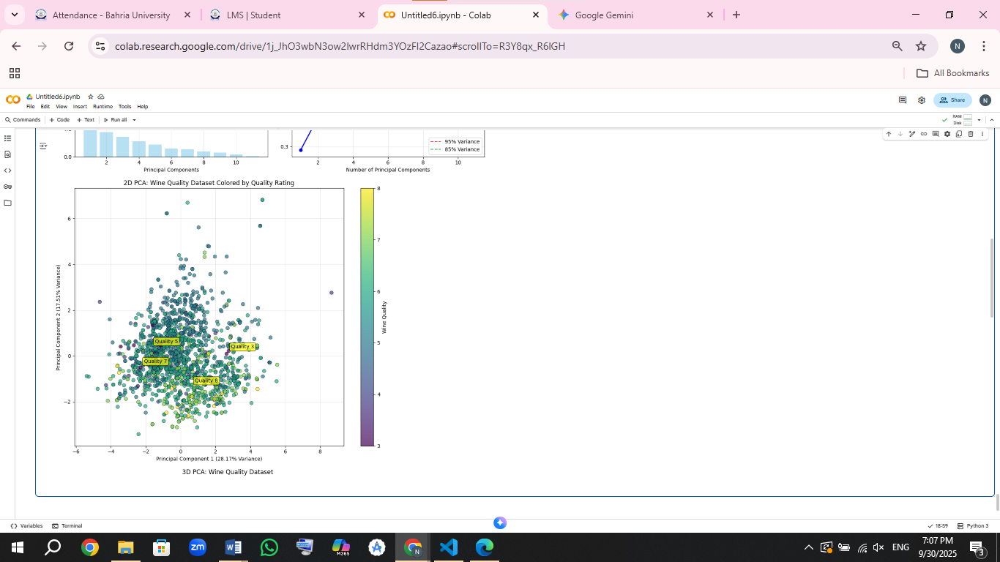 Attendance - Bahria University
LMS | Student
Untitled6.ipynb - Colab
Google Gemini
colab.research.google.com/drive/1j_JhO3wbN3ow2IwrRHdm3YOzFI2Cazao#scrollTo=R3Y8qx_R6IGH
N
All Bookmarks
Untitled6.ipynb
File Edit View Insert Runtime Tools Help
Share
N
Commands + Code + Text Run all
RAM
Disk
0.0
2 4 6 8 10
Principal Components
0.3
95% Variance
85% Variance
2 4 6 8 10
Number of Principal Components
2D PCA: Wine Quality Dataset Colored by Quality Rating
6
4
2
0
−2
Principal Component 2 (17.51% Variance)
Quality 5
Quality 3
Quality 7
−6 −4 −2 0 2 4 6 8
Principal Component 1 (28.17% Variance)
8
7
6
5
4
3
Wine Quality
3D PCA: Wine Quality Dataset
Variables Terminal
18:59 Python 3
zm
M365
N
ENG
7:07 PM
9/30/2025
3